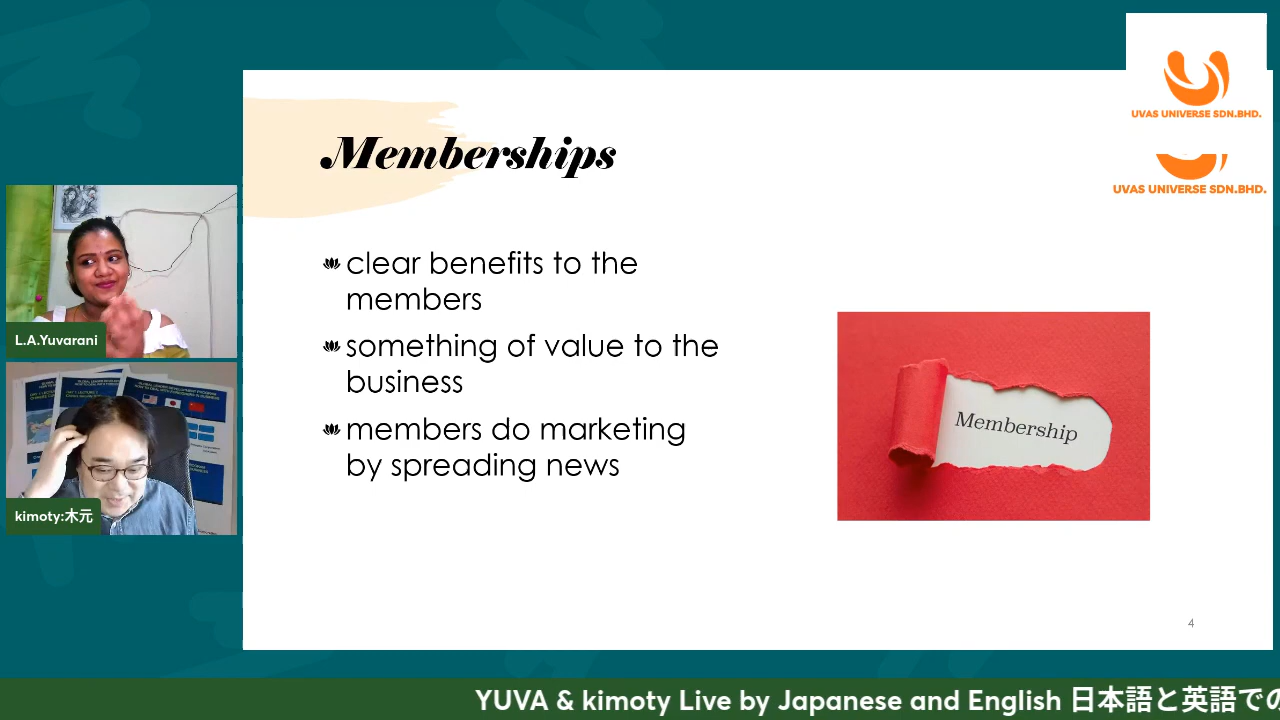 UVAS UNIVERSE SDN.BHD.
UVAS UNIVERSE SDN.BHD.
Memberships
clear benefits to the
members
something of value to the
business
members do marketing
by spreading news
Membership
4
L.A.Yuvarani
kimoty:木元
YUVA & kimoty Live by Japanese and English 日本語と英語での